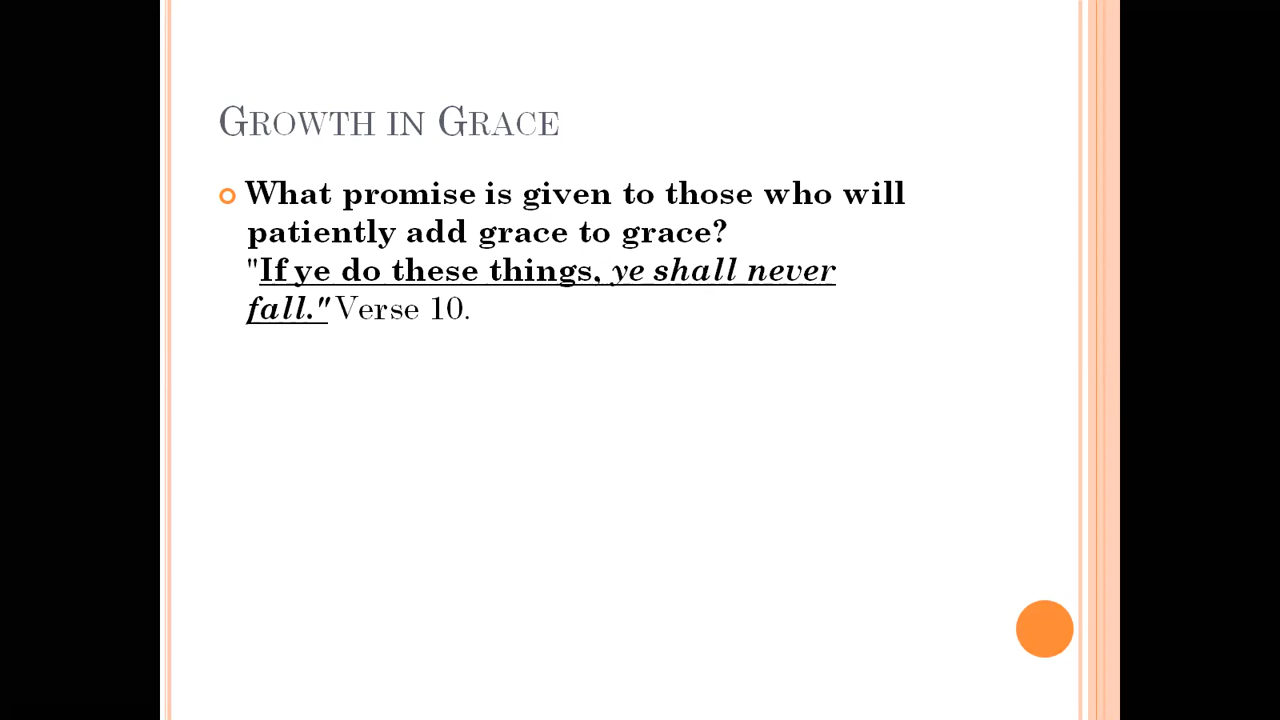 Growth in Grace
What promise is given to those who will
patiently add grace to grace?
"If ye do these things, ye shall never
fall." Verse 10.